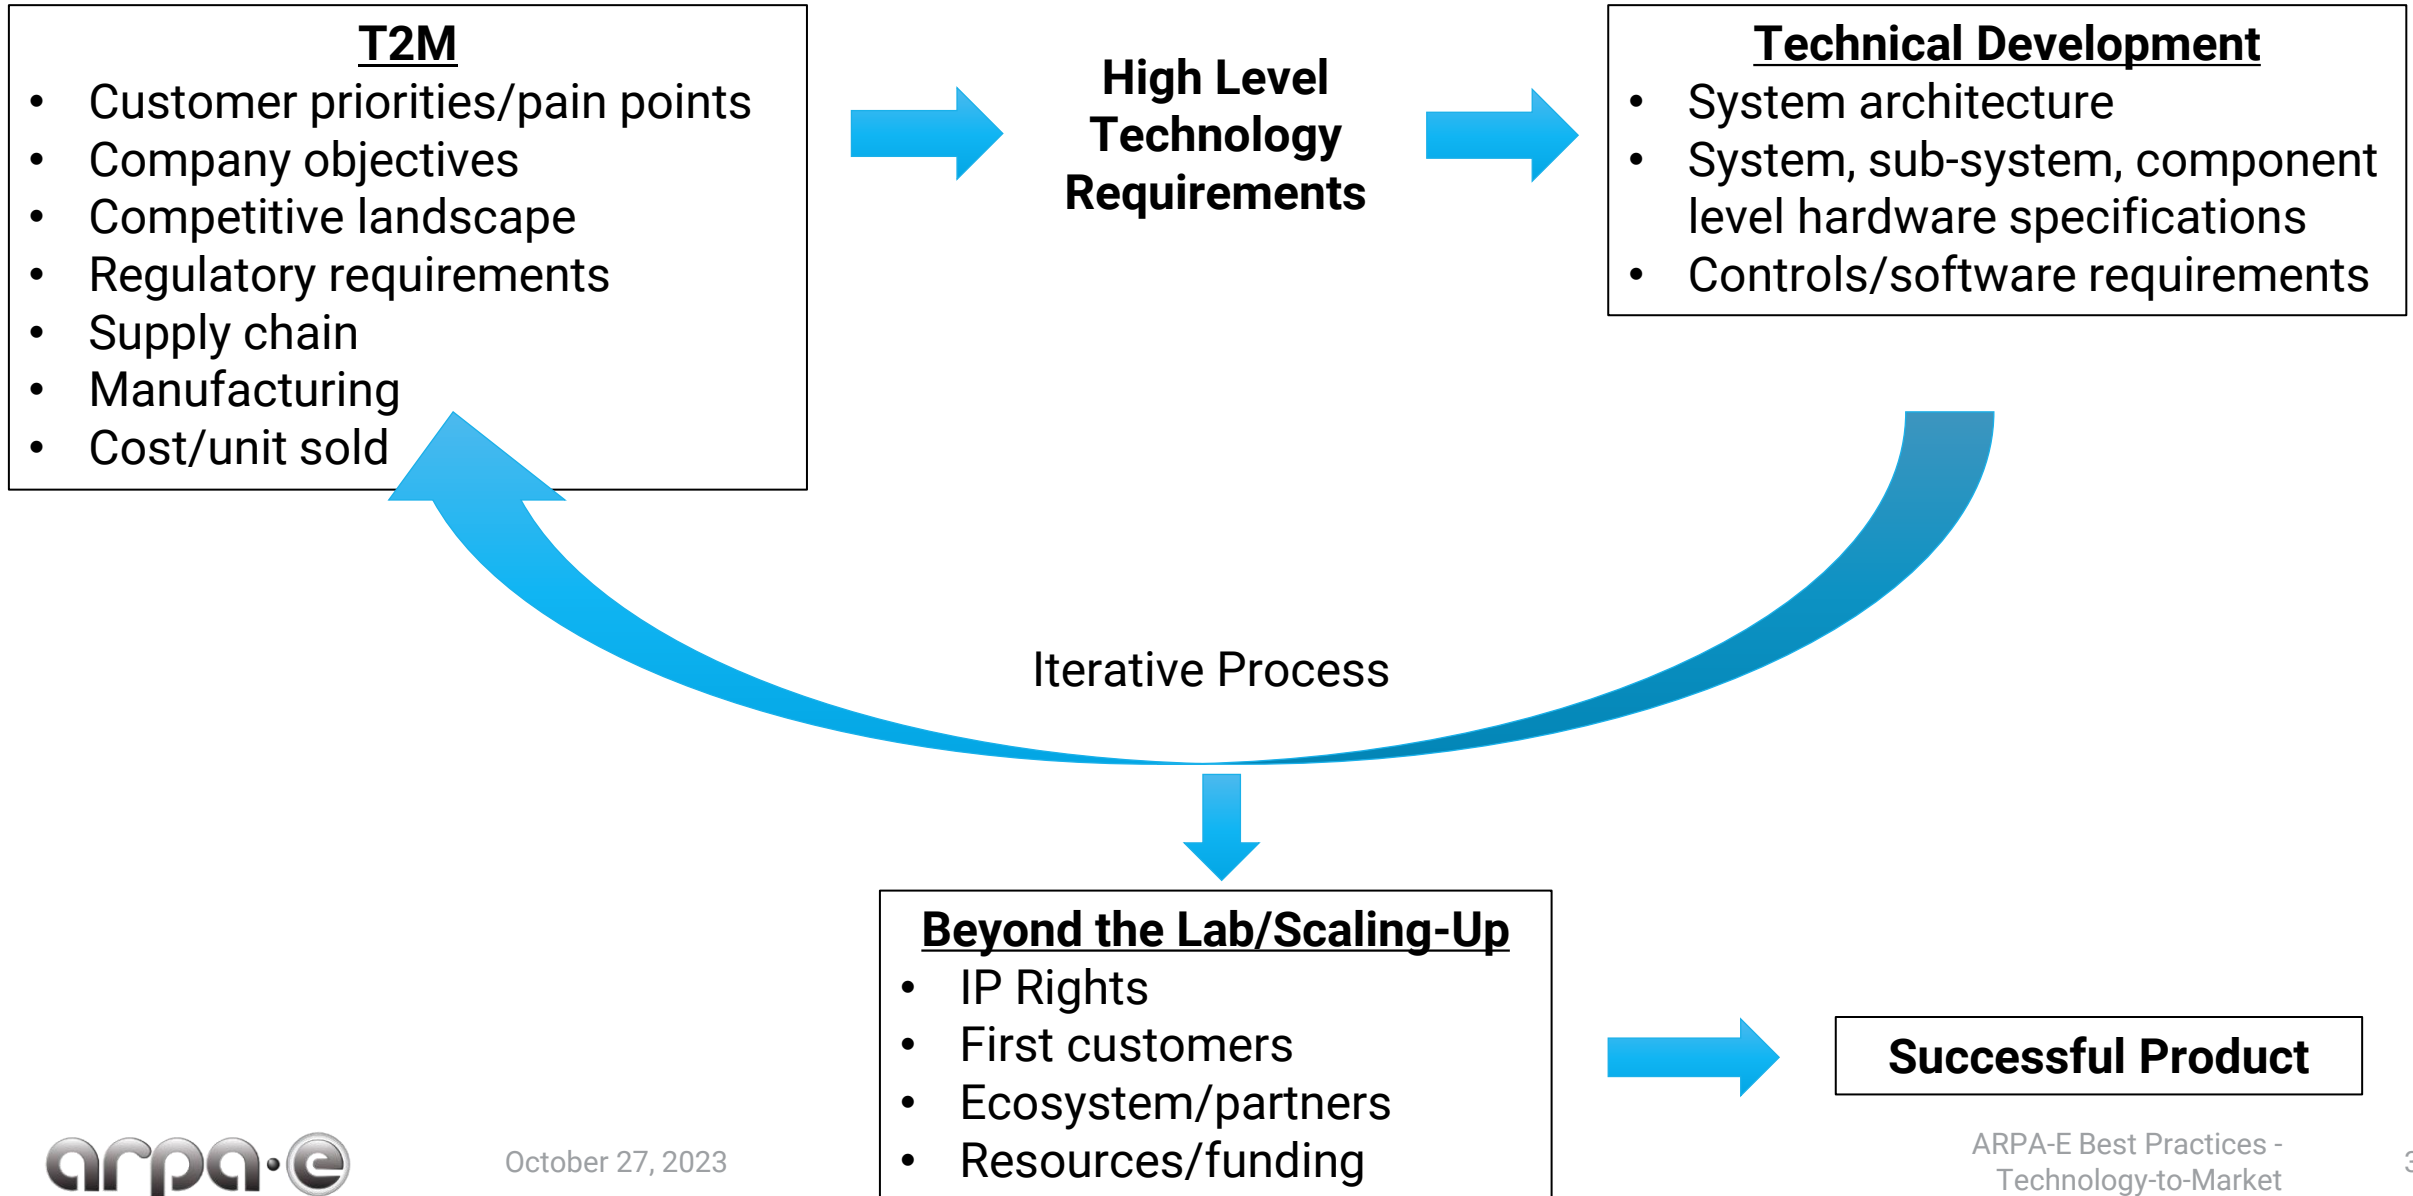 T2M
• Customer priorities/pain points
• Company objectives
• Competitive landscape
• Regulatory requirements
• Supply chain
• Manufacturing
• Cost/unit sold
High Level
Technology
Requirements
Technical Development
• System architecture
• System, sub-system, component
level hardware specifications
• Controls/software requirements
Iterative Process
Beyond the Lab/Scaling-Up
• IP Rights
• First customers
• Ecosystem/partners
• Resources/funding
Successful Product
arpa·e
October 27, 2023
ARPA-E Best Practices -
Technology-to-Market